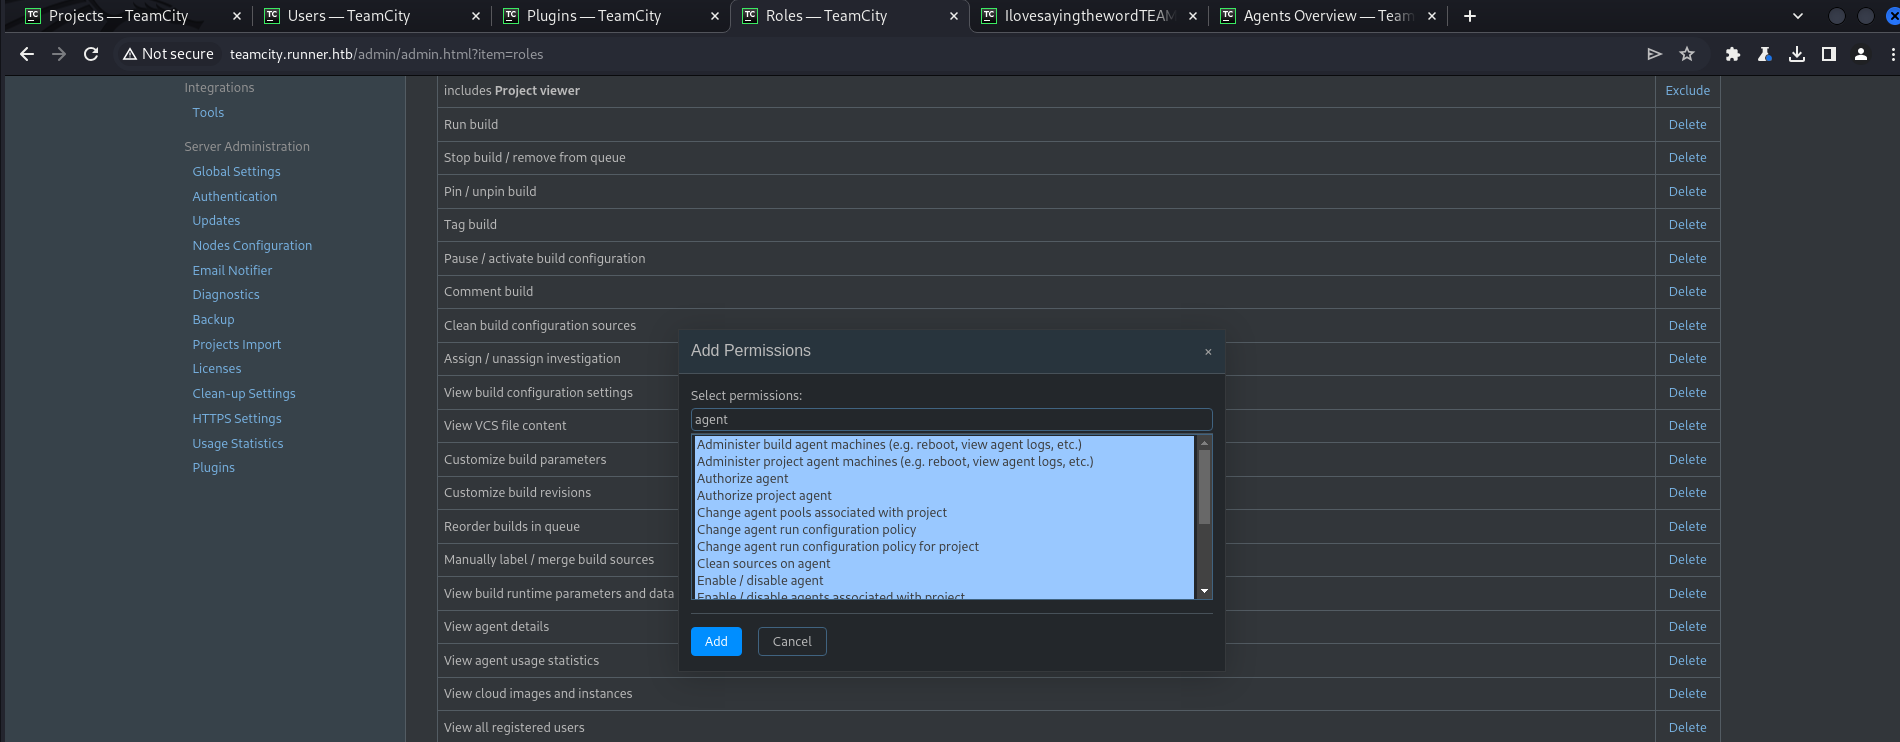 TC Projects — TeamCity
TC Users — TeamCity
TC Plugins — TeamCity
TC Roles — TeamCity
TC IlovesayingthewordTEAM
TC Agents Overview — Team
Not secure teamcity.runner.htb/admin/admin.html?item=roles
Integrations
Tools
Server Administration
Global Settings
Authentication
Updates
Nodes Configuration
Email Notifier
Diagnostics
Backup
Projects Import
Licenses
Clean-up Settings
HTTPS Settings
Usage Statistics
Plugins
includes Project viewer Exclude
Run build Delete
Stop build / remove from queue Delete
Pin / unpin build Delete
Tag build Delete
Pause / activate build configuration Delete
Comment build Delete
Clean build configuration sources Delete
Assign / unassign investigation Delete
View build configuration settings Delete
View VCS file content Delete
Customize build parameters Delete
Customize build revisions Delete
Reorder builds in queue Delete
Manually label / merge build sources Delete
View build runtime parameters and data Delete
View agent details Delete
View agent usage statistics Delete
View cloud images and instances Delete
View all registered users Delete
Add Permissions
Select permissions:
agent
Administer build agent machines (e.g. reboot, view agent logs, etc.)
Administer project agent machines (e.g. reboot, view agent logs, etc.)
Authorize agent
Authorize project agent
Change agent pools associated with project
Change agent run configuration policy
Change agent run configuration policy for project
Clean sources on agent
Enable / disable agent
Enable / disable agents associated with project
Add Cancel